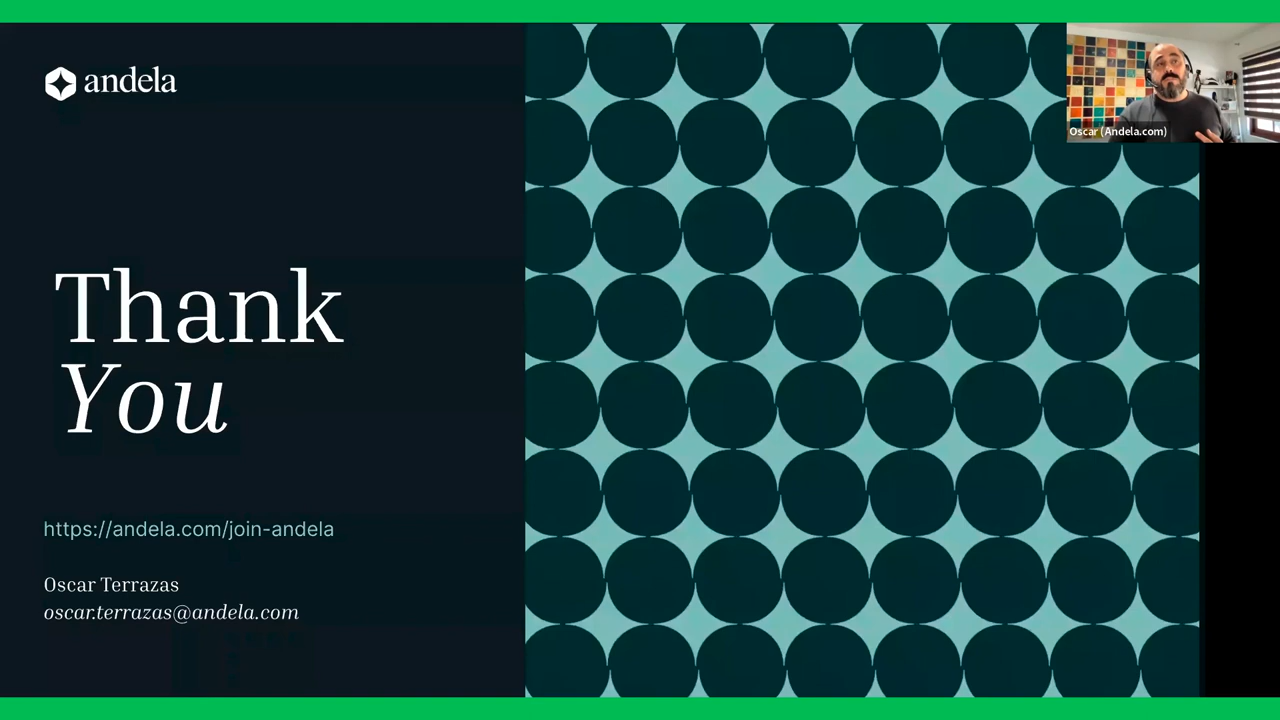 andela
Oscar (Andela.com)
Thank
You
https://andela.com/join-andela
Oscar Terrazas
oscar.terrazas@andela.com